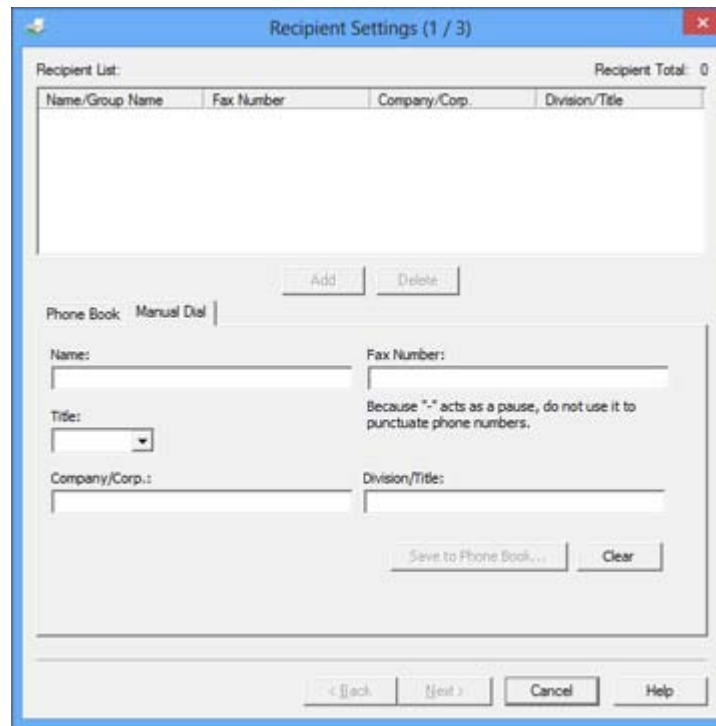 Recipient Settings (1 / 3)
Recipient List: Recipient Total: 0
Name/Group Name Fax Number Company/Corp. Division/Title
Add Delete
Phone Book Manual Dial
Name: Fax Number:
Because "-" acts as a pause, do not use it to
punctuate phone numbers.
Title:
Company/Corp.: Division/Title:
Save to Phone Book... Clear
< Back Next > Cancel Help